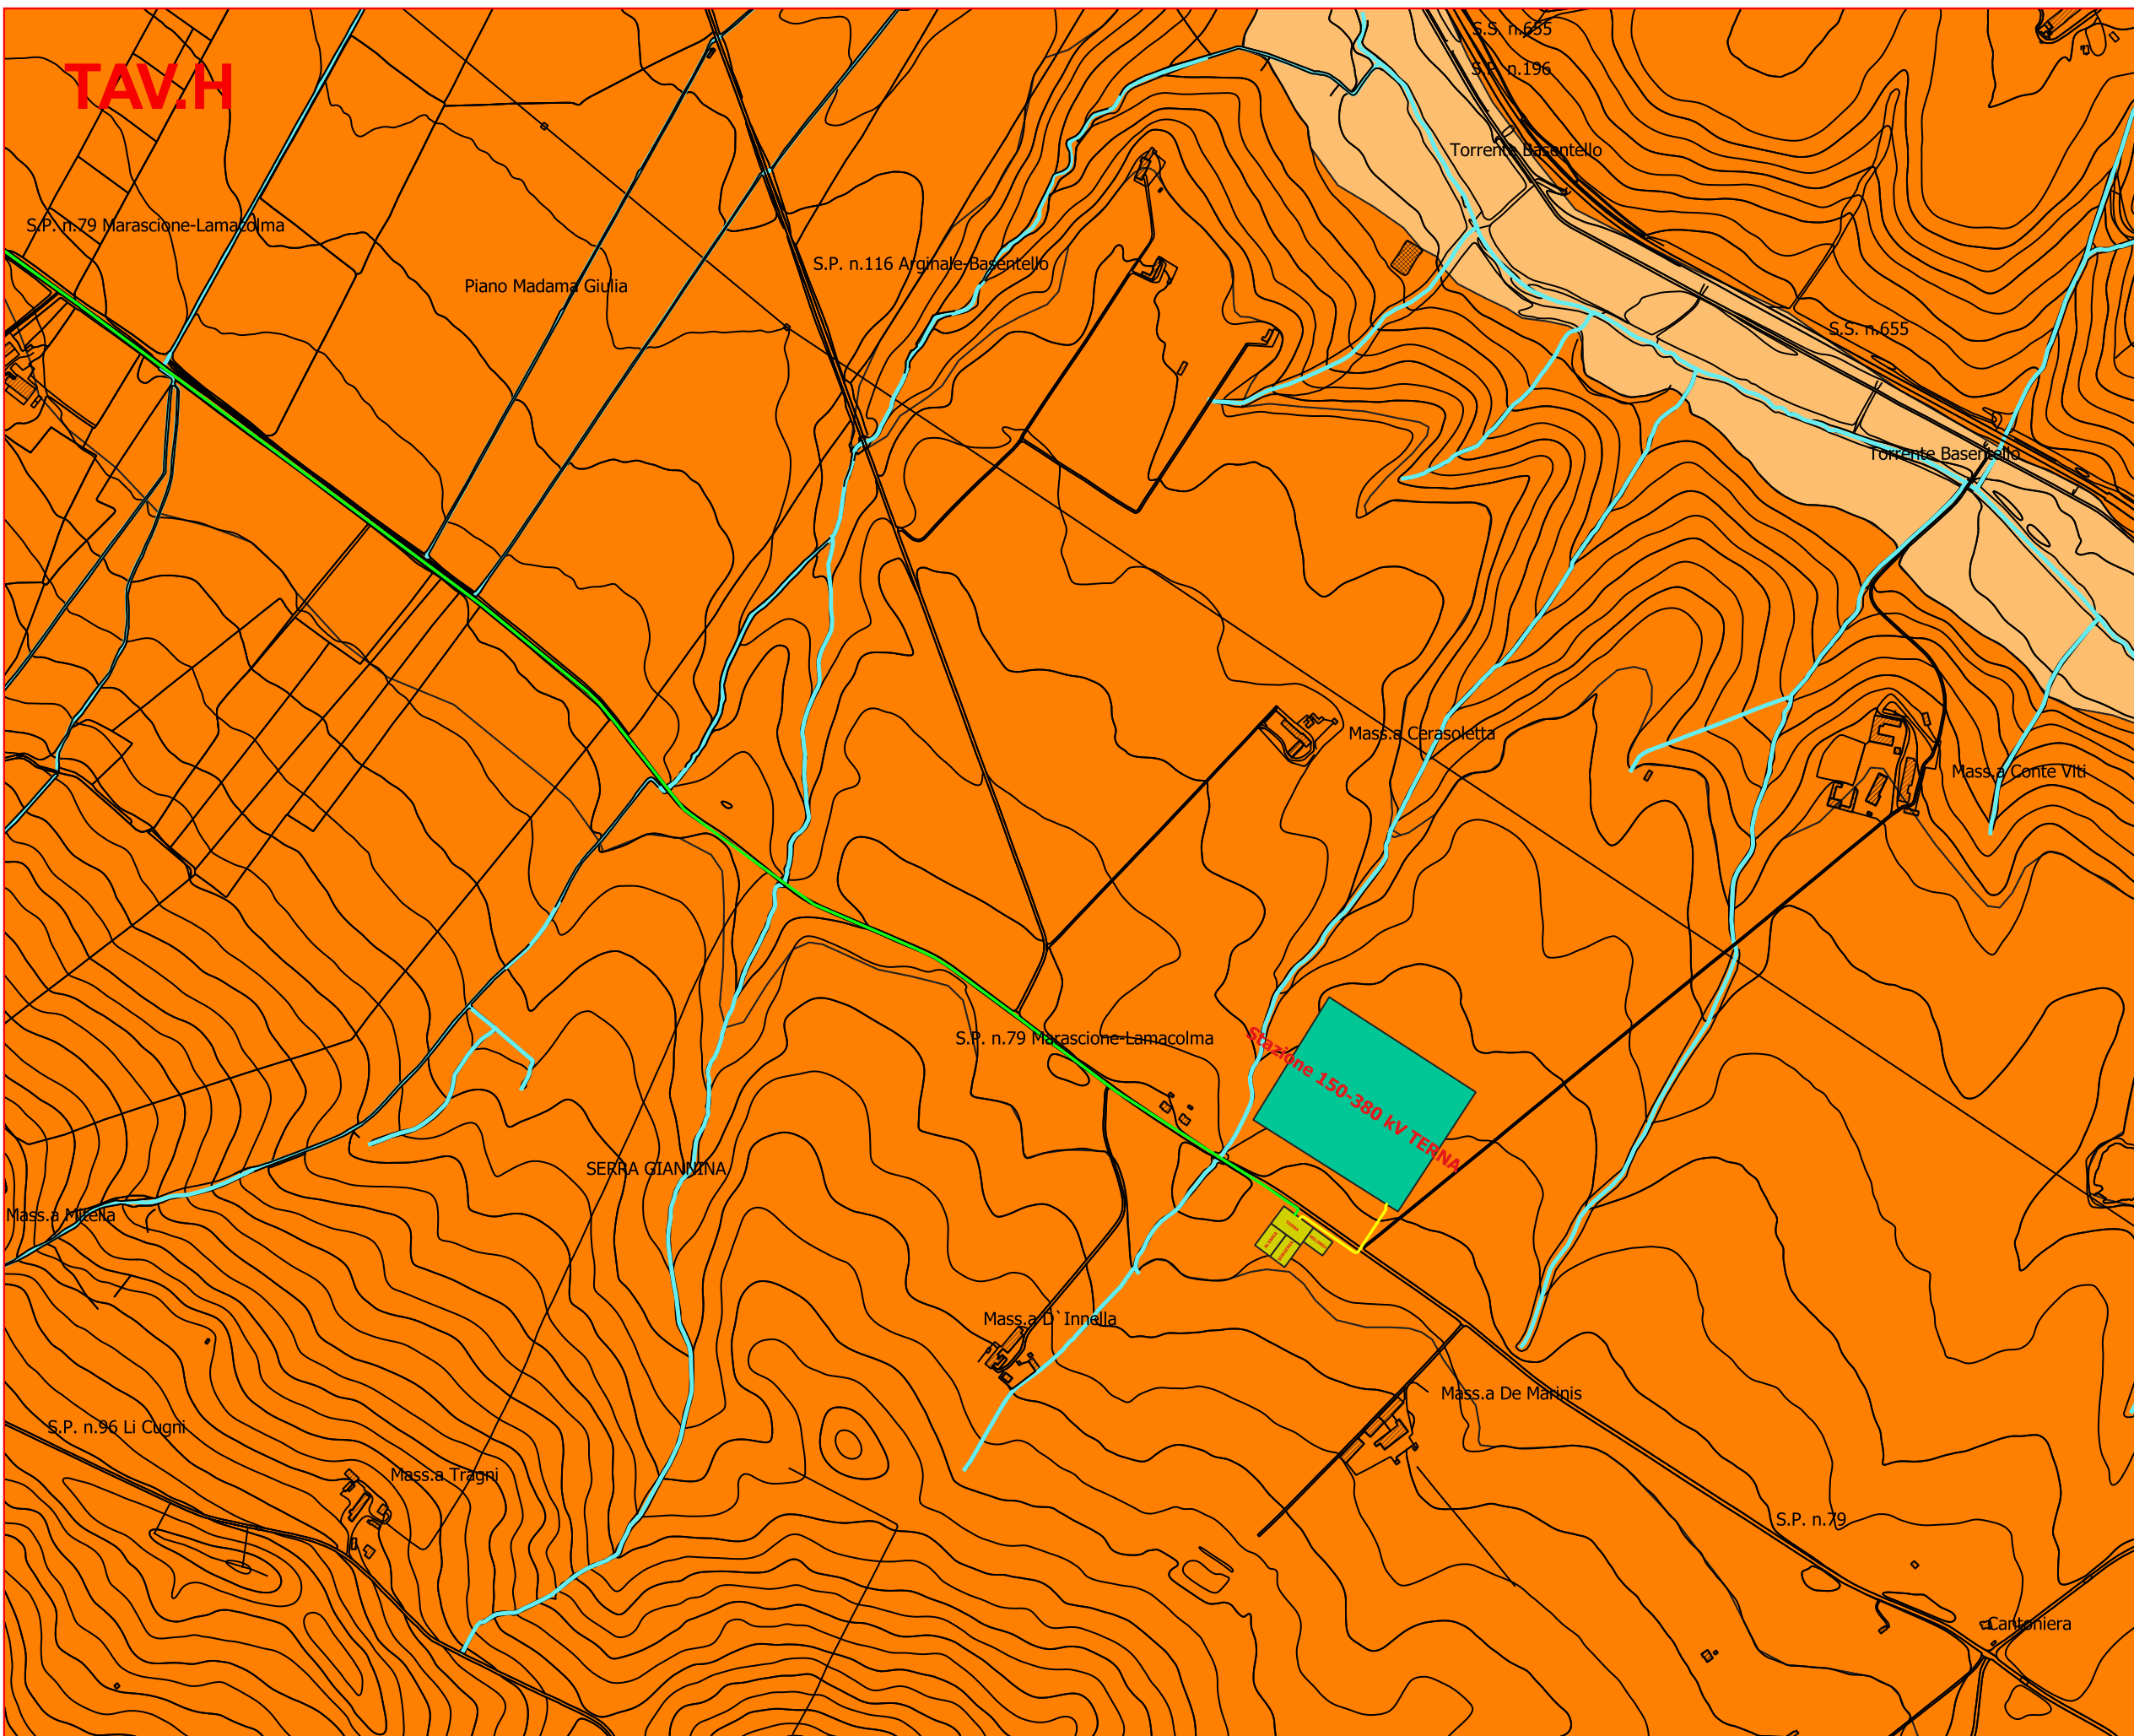 S.S. n.655
S.P. n.196
TAV.H
Torrente Basentello
S.P. n.79 Marascione-Lamacolma
S.P. n.116 Arginale-Basentello
Piano Madama Giulia
S.S. n.655
Torrente Basentello
Mass.a Cerasoletta
Mass.a Conte Viti
S.P. n.79 Marascione-Lamacolma
Stazione 150-380 kV TERNA
SERRA GIANNINA
Mass.a Mitella
TERNA
Mass.a D`Innella
Mass.a De Marinis
S.P. n.96 Li Cugni
Mass.a Tragni
S.P. n.79
Cantoniera